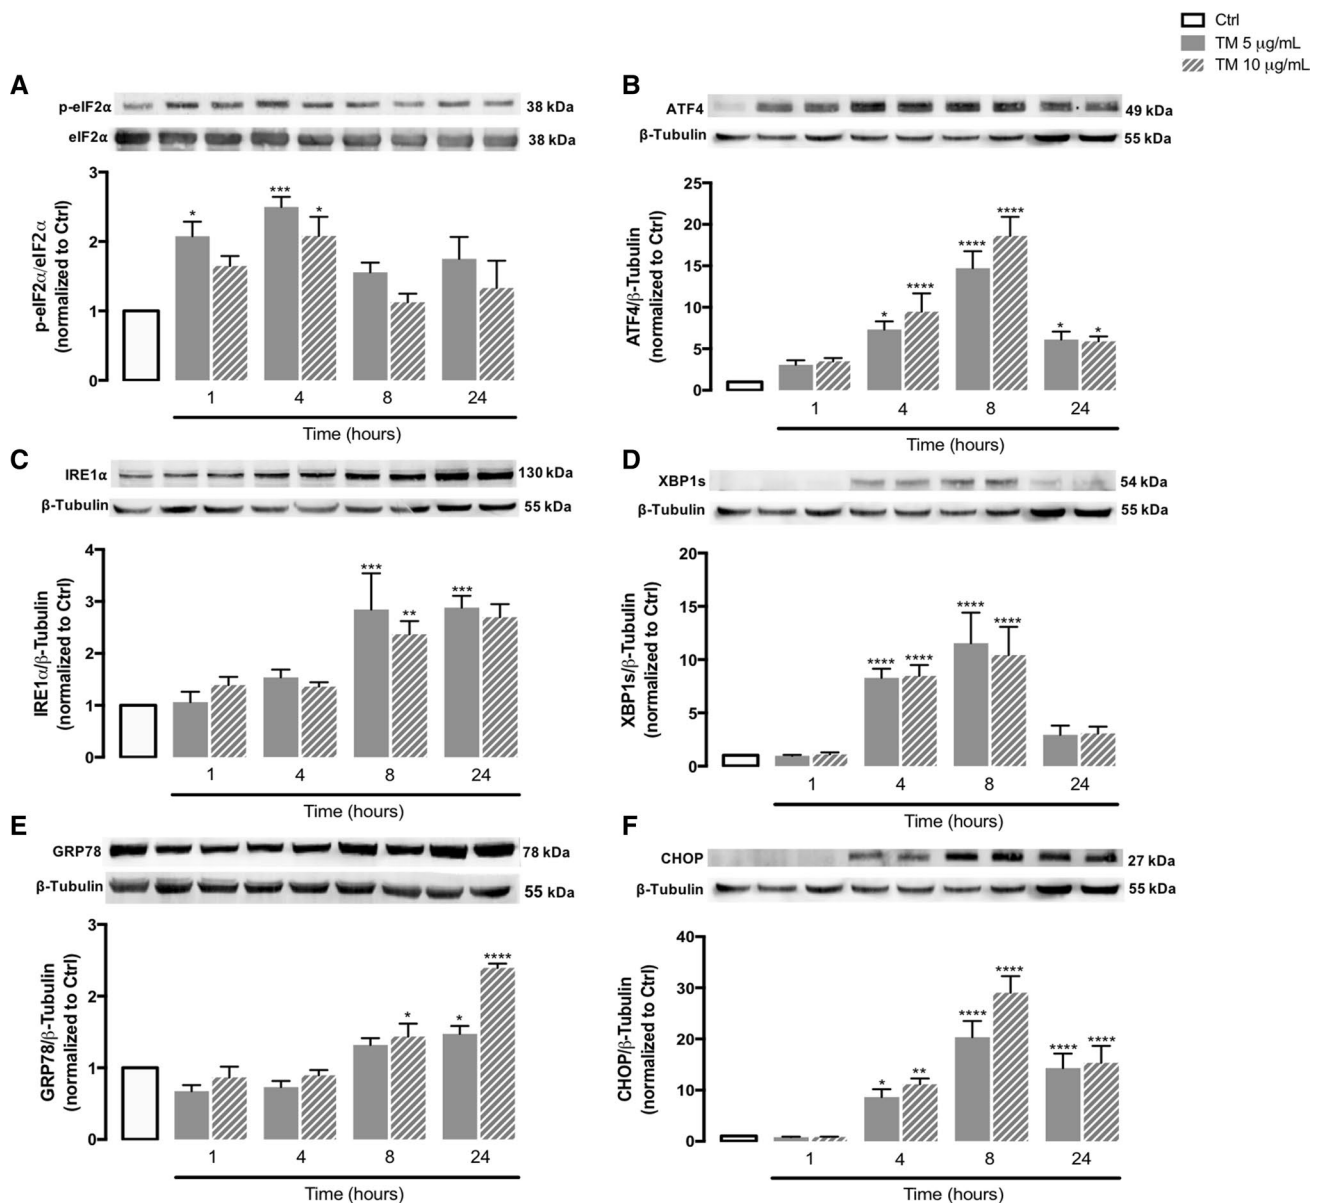 Ctrl
TM 5 μg/mL
TM 10 μg/mL
A
p-eIF2α
38 kDa
eIF2α
38 kDa
p-eIF2α/eIF2α
(normalized to Ctrl)
3
2
1
0
*
***
*
1 4 8 24
Time (hours)
B
ATF4
49 kDa
β-Tubulin
55 kDa
ATF4/β-Tubulin
(normalized to Ctrl)
25
20
15
10
5
0
*
****
****
****
*
*
1 4 8 24
Time (hours)
C
IRE1α
130 kDa
β-Tubulin
55 kDa
IRE1α/β-Tubulin
(normalized to Ctrl)
4
3
2
1
0
***
**
***
1 4 8 24
Time (hours)
D
XBP1s
54 kDa
β-Tubulin
55 kDa
XBP1s/β-Tubulin
(normalized to Ctrl)
20
15
10
5
0
****
****
****
****
1 4 8 24
Time (hours)
E
GRP78
78 kDa
β-Tubulin
55 kDa
GRP78/β-Tubulin
(normalized to Ctrl)
3
2
1
0
*
*
****
1 4 8 24
Time (hours)
F
CHOP
27 kDa
β-Tubulin
55 kDa
CHOP/β-Tubulin
(normalized to Ctrl)
40
30
20
10
0
*
**
****
****
****
****
1 4 8 24
Time (hours)